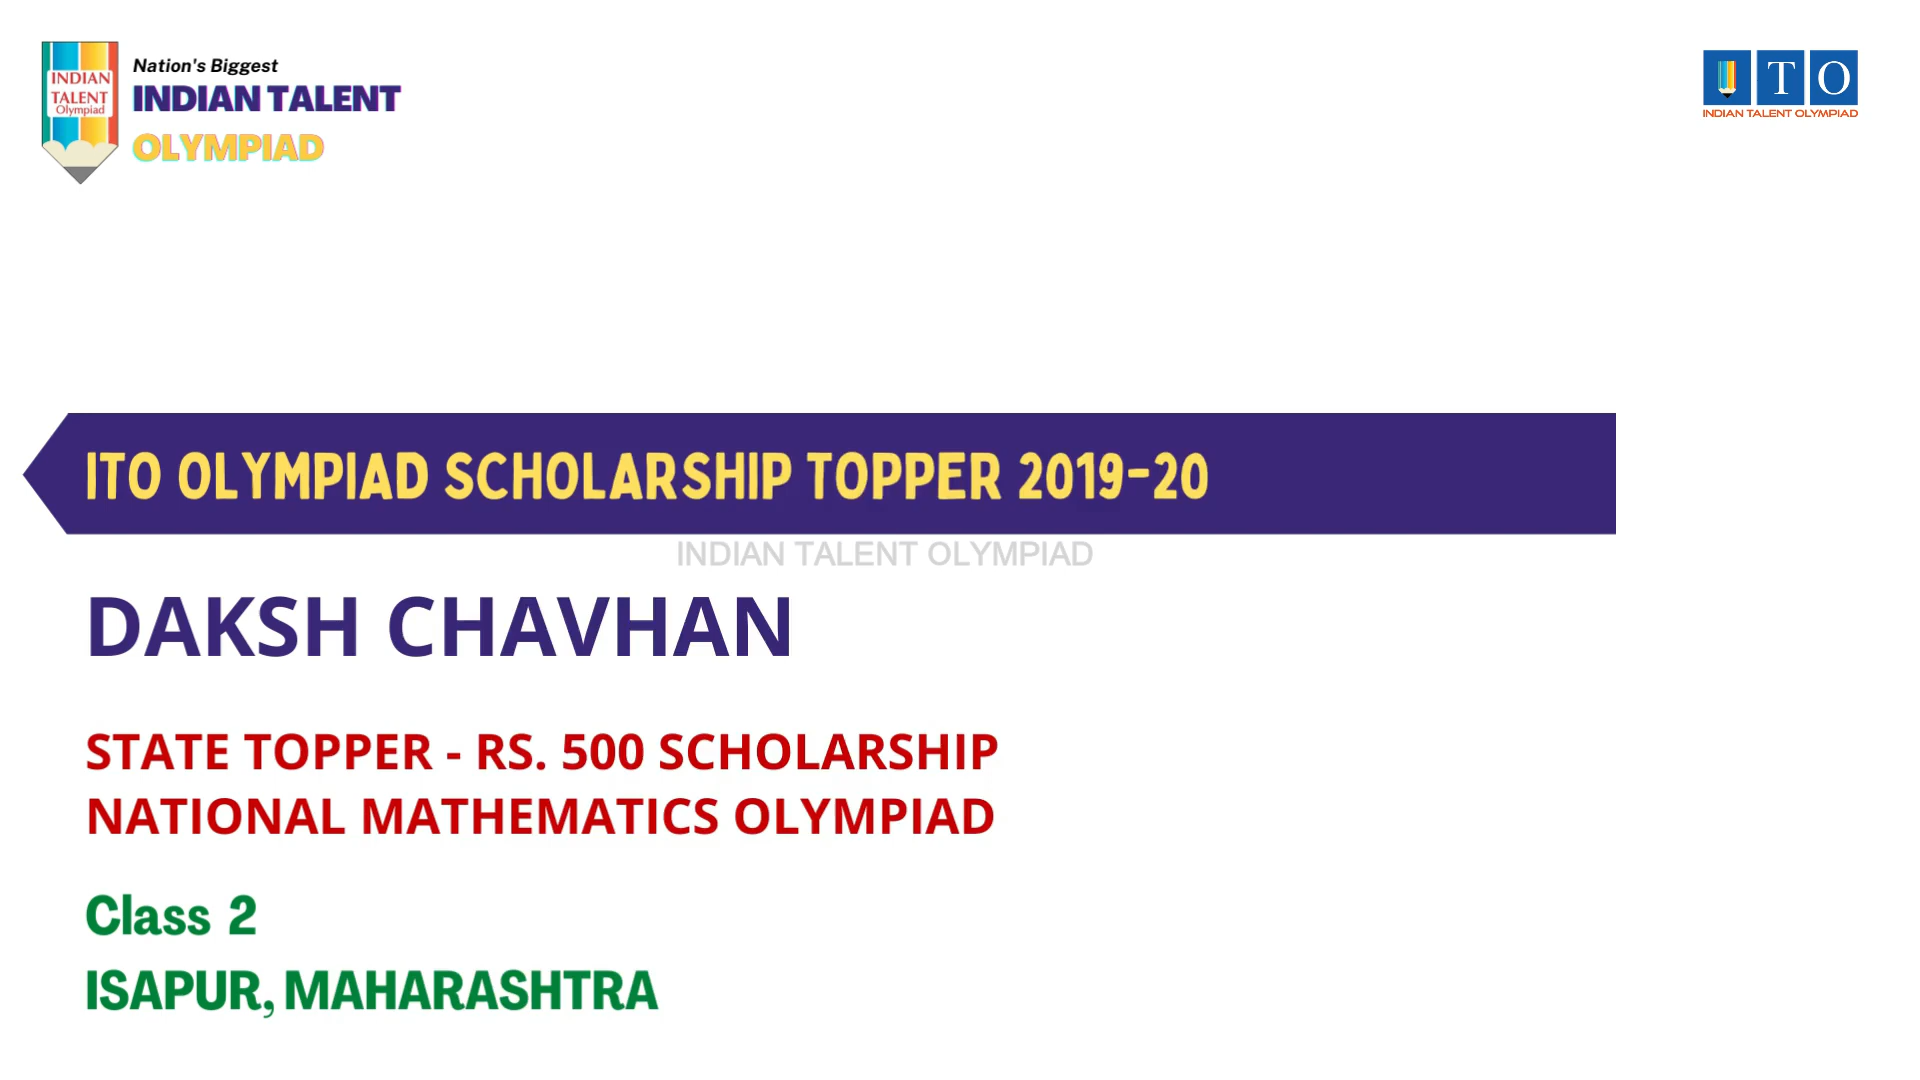 INDIAN
TALENT
Olympiad
Nation's Biggest
INDIAN TALENT
OLYMPIAD
T O
INDIAN TALENT OLYMPIAD
ITO OLYMPIAD SCHOLARSHIP TOPPER 2019-20
INDIAN TALENT OLYMPIAD
DAKSH CHAVHAN
STATE TOPPER - RS. 500 SCHOLARSHIP
NATIONAL MATHEMATICS OLYMPIAD
Class 2
ISAPUR, MAHARASHTRA